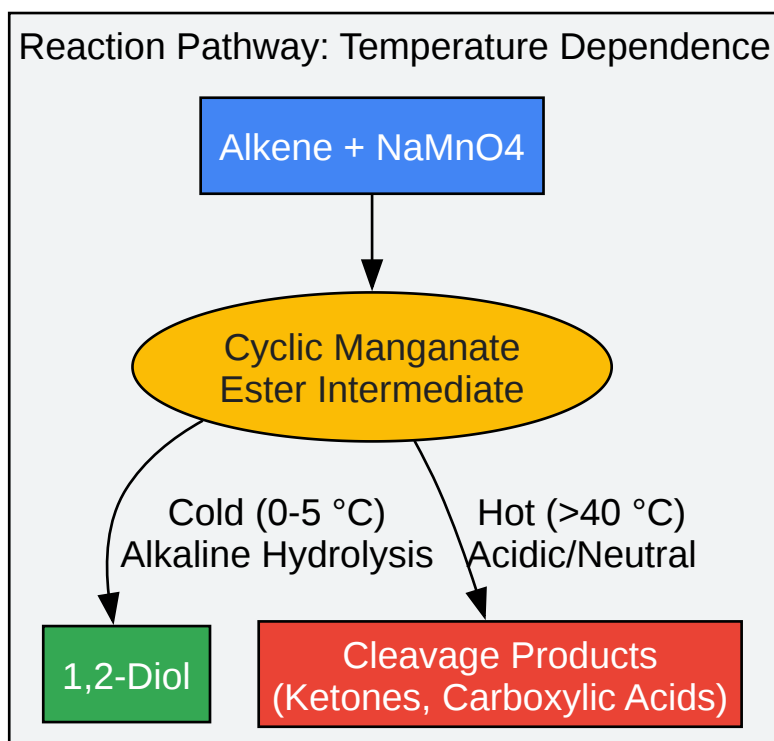 Reaction Pathway: Temperature Dependence
Alkene + NaMnO4
Cyclic Manganate
Ester Intermediate
Cold (0-5 °C)
Alkaline Hydrolysis
Hot (>40 °C)
Acidic/Neutral
1,2-Diol
Cleavage Products
(Ketones, Carboxylic Acids)